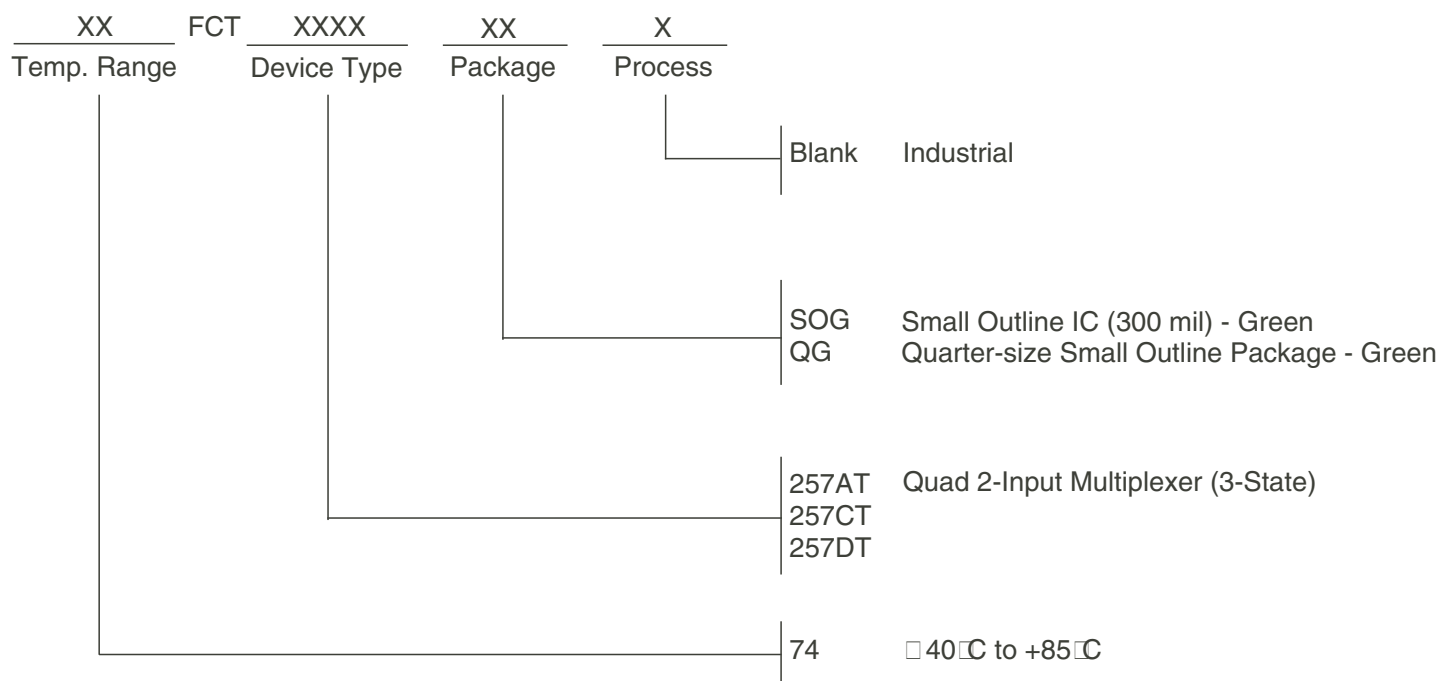 XX FCT XXXX XX X
Temp. Range Device Type Package Process
Blank Industrial
SOG Small Outline IC (300 mil) - Green
QG Quarter-size Small Outline Package - Green
257AT Quad 2-Input Multiplexer (3-State)
257CT
257DT
74 □40□C to +85□C